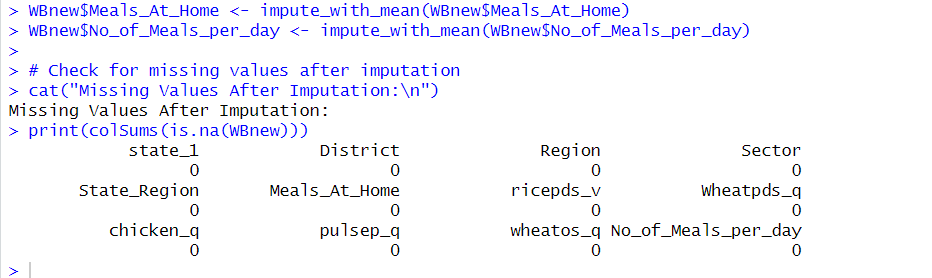 > WBnew$Meals_At_Home <- impute_with_mean(WBnew$Meals_At_Home)
> WBnew$No_of_Meals_per_day <- impute_with_mean(WBnew$No_of_Meals_per_day)
>
> # Check for missing values after imputation
> cat("Missing Values After Imputation:\n")
Missing Values After Imputation:
> print(colSums(is.na(WBnew)))
state_1 District Region Sector
0 0 0 0
State_Region Meals_At_Home ricepds_v Wheatpds_q
0 0 0 0
chicken_q pulsep_q wheatos_q No_of_Meals_per_day
0 0 0 0
>